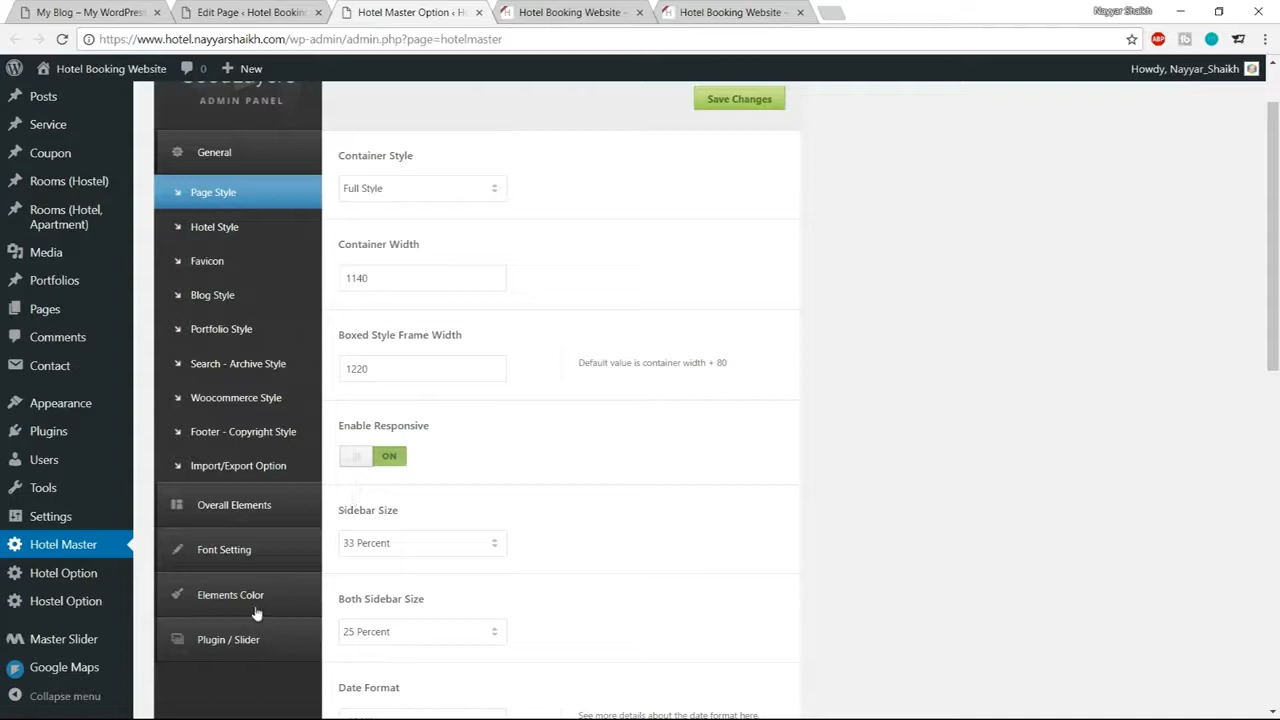 My Blog – My WordPres
Edit Page ‹ Hotel Bookin
Hotel Master Option ‹ H
Hotel Booking Website –
Hotel Booking Website –
Nayyar Shaikh
https://www.hotel.nayyarshaikh.com/wp-admin/admin.php?page=hotelmaster
ABP
Hotel Booking Website
0
New
Howdy, Nayyar_Shaikh
Posts
Service
Coupon
Rooms (Hostel)
Rooms (Hotel,
Apartment)
Media
Portfolios
Pages
Comments
Contact
Appearance
Plugins
Users
Tools
Settings
Hotel Master
Hotel Option
Hostel Option
Master Slider
Google Maps
Collapse menu
ADMIN PANEL
General
Page Style
Hotel Style
Favicon
Blog Style
Portfolio Style
Search - Archive Style
Woocommerce Style
Footer - Copyright Style
Import/Export Option
Overall Elements
Font Setting
Elements Color
Plugin / Slider
Save Changes
Container Style
Full Style
Container Width
1140
Boxed Style Frame Width
1220
Default value is container width + 80
Enable Responsive
ON
Sidebar Size
33 Percent
Both Sidebar Size
25 Percent
Date Format
See more details about the date format here.